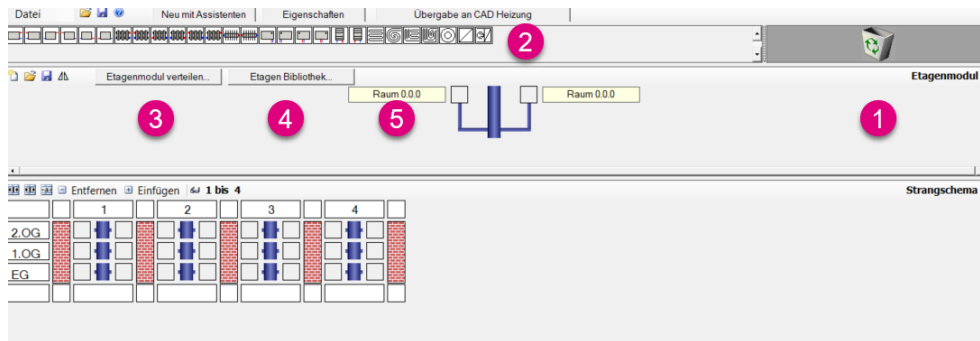 Datei Neu mit Assistenten Eigenschaften Übergabe an CAD Heizung
2
Etagenmodul verteilen... Etagen Bibliothek... Etagenmodul
Raum 0.0.0 Raum 0.0.0
3 4 5 1
Entfernen Einfügen 1 bis 4 Strangschema
1 2 3 4
2.OG
1.OG
EG